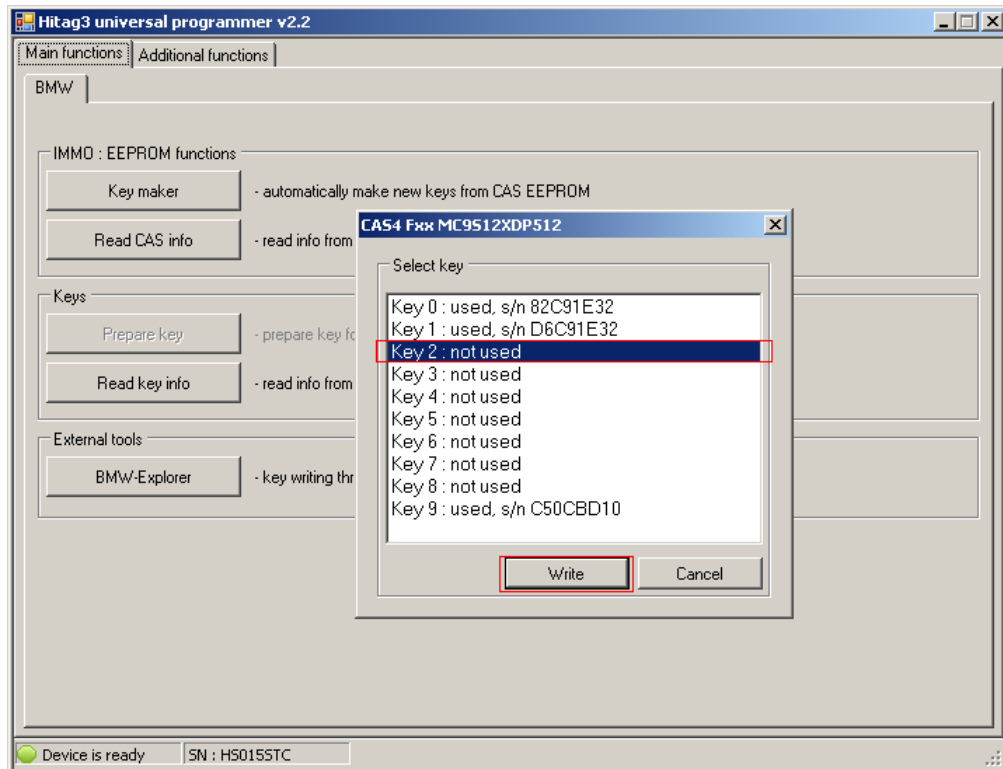 Hitag3 universal programmer v2.2
Main functions
Additional functions
BMW
IMMO : EEPROM functions
Key maker
- automatically make new keys from CAS EEPROM
Read CAS info
- read info from
Keys
Prepare key
- prepare key fo
Read key info
- read info from
External tools
BMW-Explorer
- key writing thr
CAS4 Fxx MC9S12XDP512
Select key
Key 0 : used, s/n 82C91E32
Key 1 : used, s/n D6C91E32
Key 2 : not used
Key 3 : not used
Key 4 : not used
Key 5 : not used
Key 6 : not used
Key 7 : not used
Key 8 : not used
Key 9 : used, s/n C50CBD10
Write
Cancel
Device is ready
SN : HS015STC